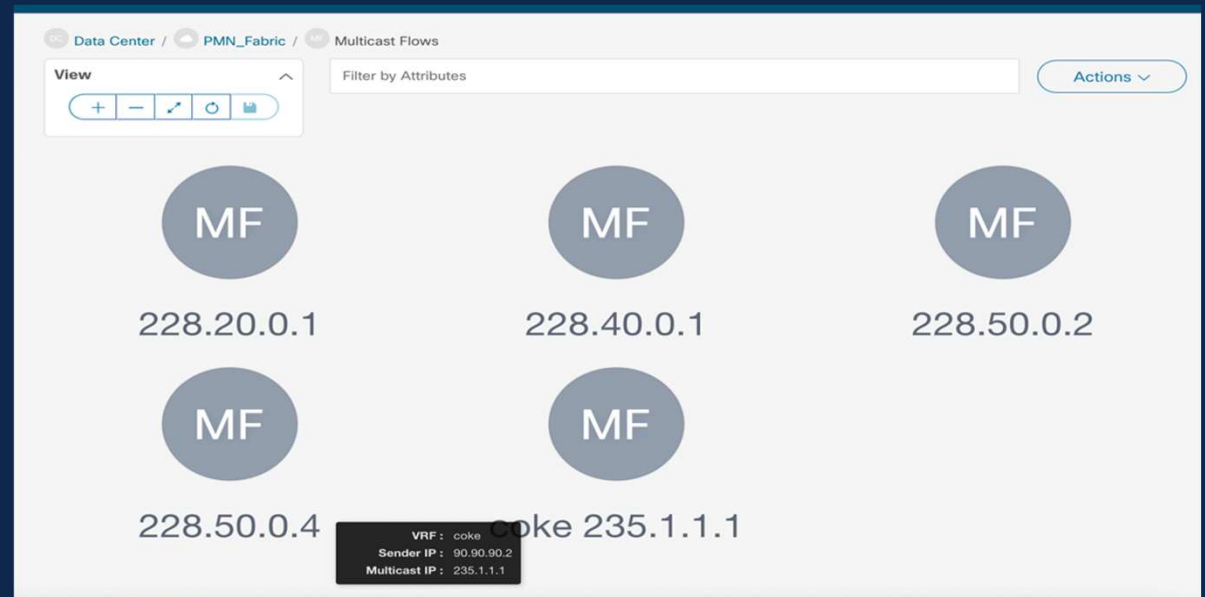 DC Data Center / PMN_Fabric / MF Multicast Flows
View
Filter by Attributes
Actions
MF
MF
MF
228.20.0.1
228.40.0.1
228.50.0.2
MF
MF
228.50.0.4
coke 235.1.1.1
VRF : coke
Sender IP : 90.90.90.2
Multicast IP : 235.1.1.1